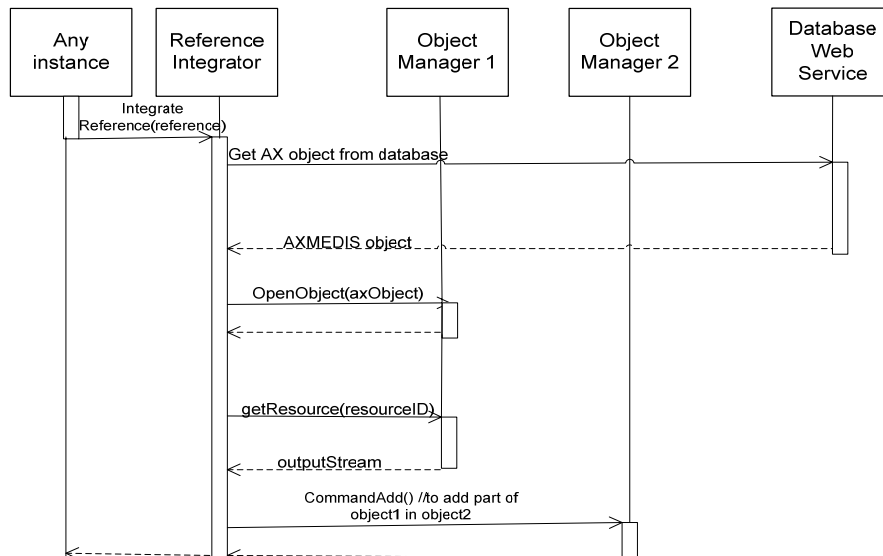 Any
instance
Reference
Integrator
Object
Manager 1
Object
Manager 2
Database
Web
Service
Integrate
Reference(reference)
Get AX object from database
AXMEDIS object
OpenObject(axObject)
getResource(resourceID)
outputStream
CommandAdd() //to add part of
object1 in object2